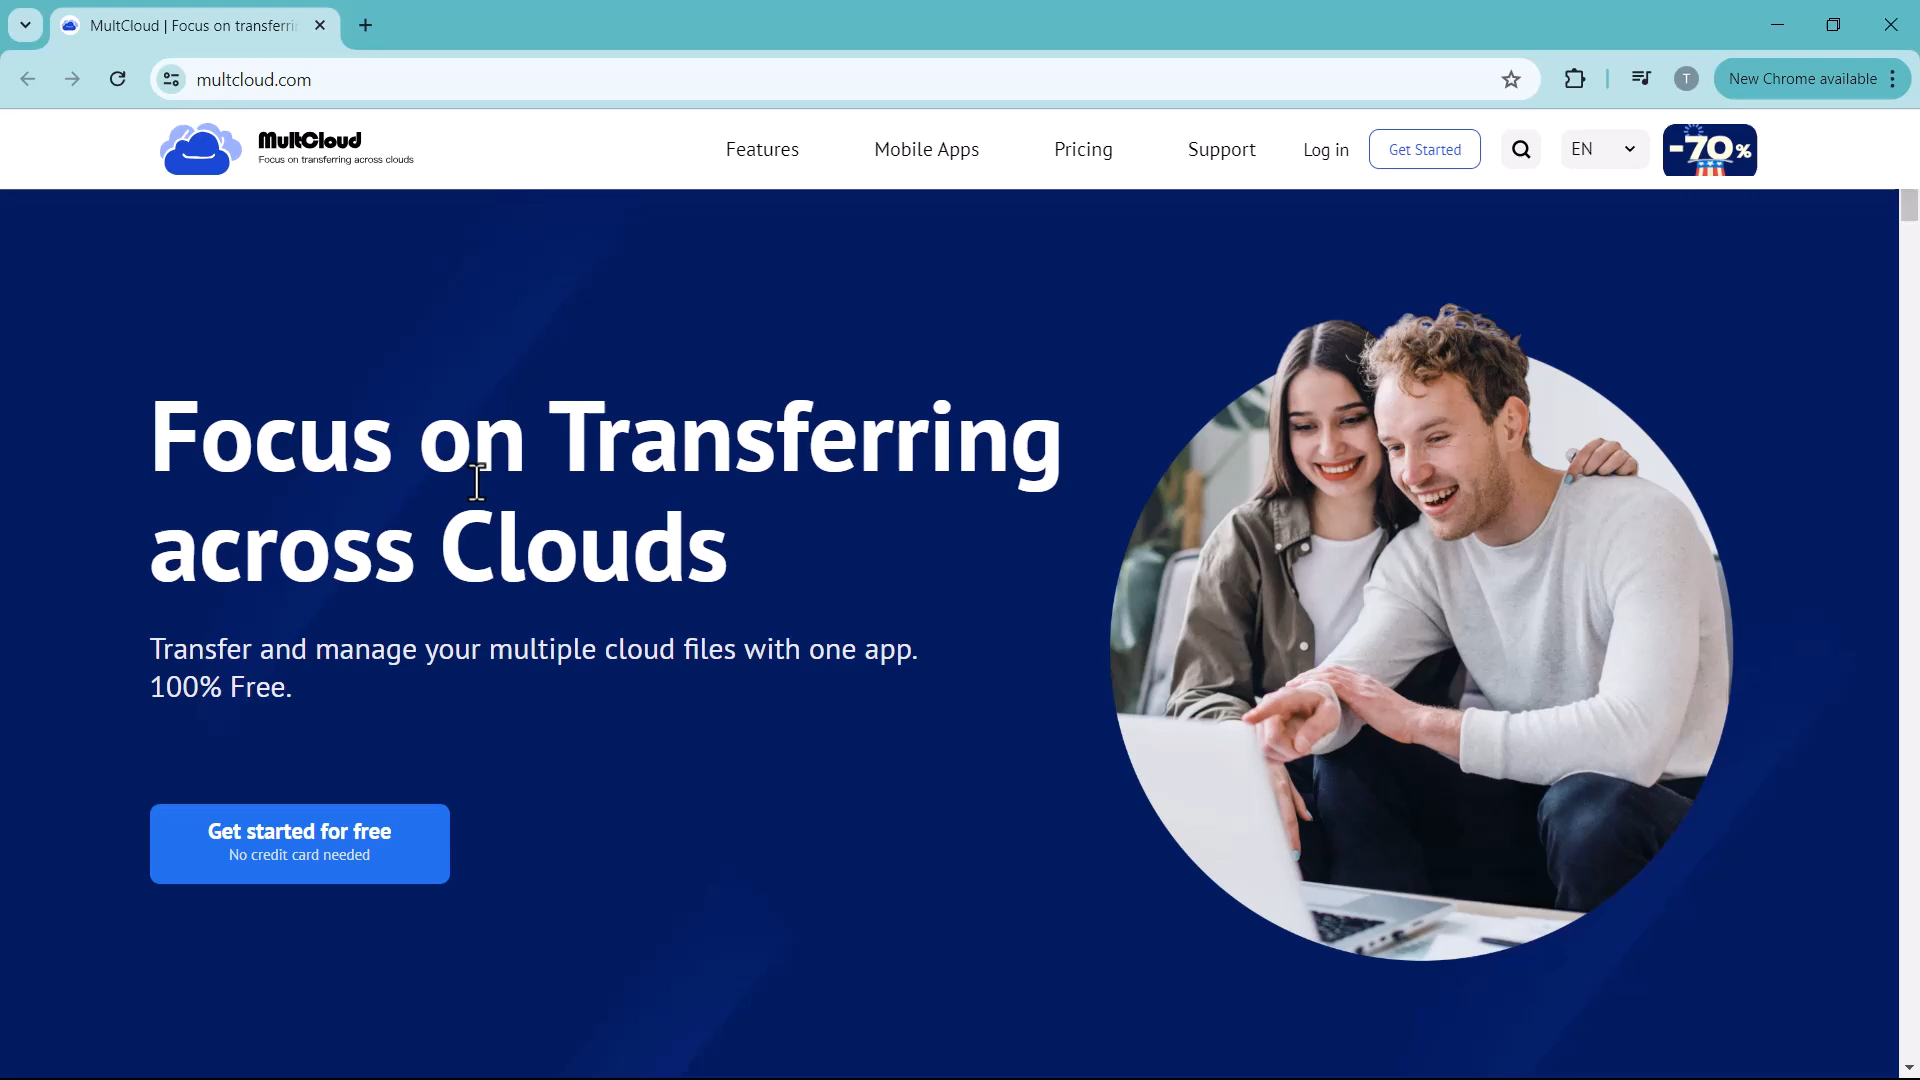 MultCloud | Focus on transferri
multcloud.com
T
New Chrome available
MultCloud
Focus on transferring across clouds
Features
Mobile Apps
Pricing
Support
Log in
Get Started
EN
-70%
Focus on Transferring
across Clouds
Transfer and manage your multiple cloud files with one app.
100% Free.
Get started for free
No credit card needed